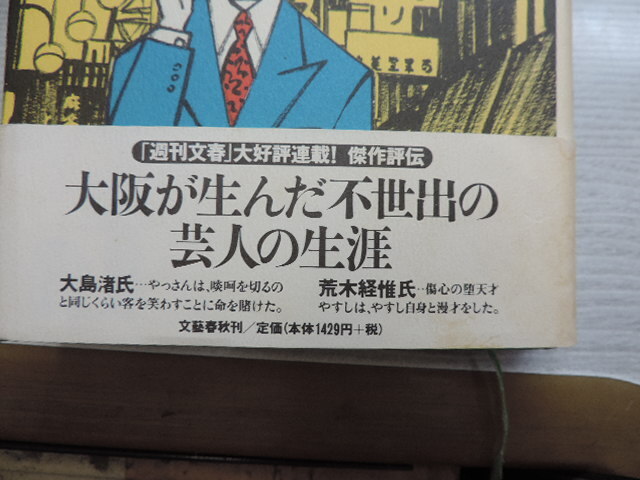 「週刊文春」大好評連載! 傑作評伝
大阪が生んだ不世出の
芸人の生涯
大島渚氏…やっさんは、啖呵を切るの
と同じくらい客を笑わすことに命を賭けた。
荒木経惟氏…傷心の堕天才
やすしは、やすし自身と漫才をした。
文藝春秋刊／定価(本体1429円+税)